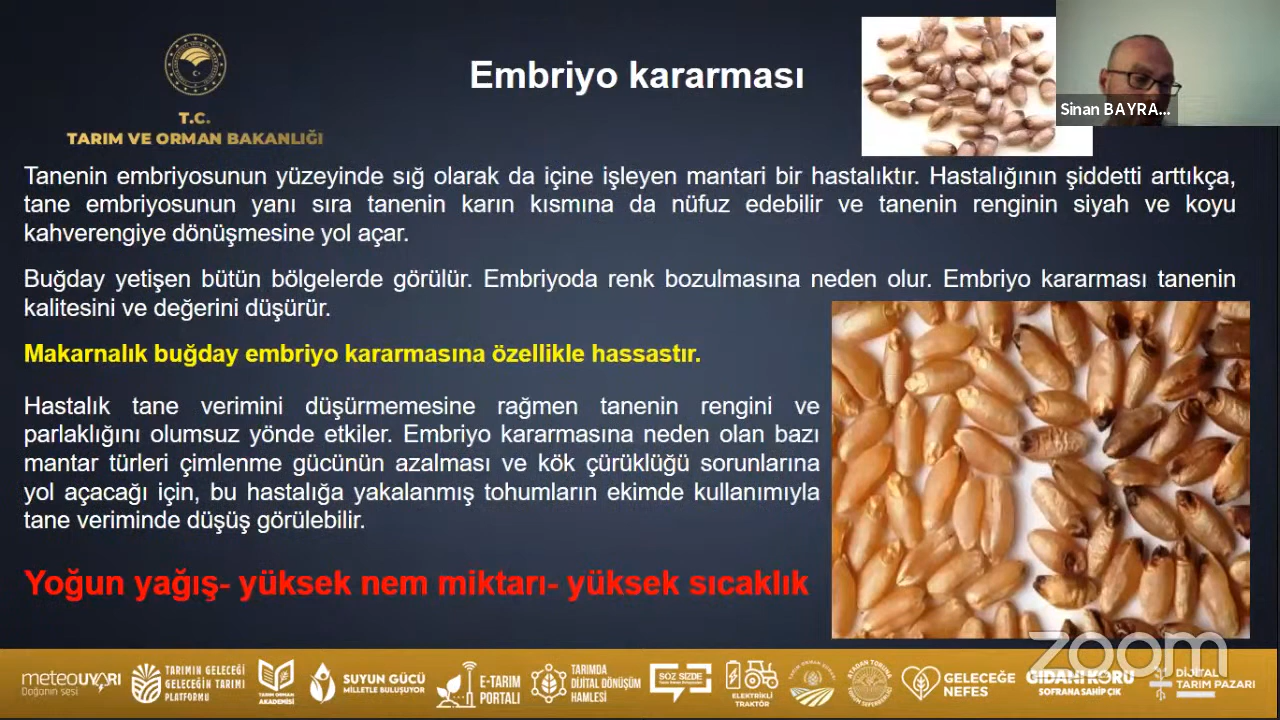 Embriyo kararması
Sinan BAYRA...
T.C.
TARIM VE ORMAN BAKANLIĞI
Tanenin embriyosunun yüzeyinde sığ olarak da içine işleyen mantari bir hastalıktır. Hastalığının şiddetti arttıkça,
tane embriyosunun yanı sıra tanenin karın kısmına da nüfuz edebilir ve tanenin renginin siyah ve koyu
kahverengiye dönüşmesine yol açar.
Buğday yetişen bütün bölgelerde görülür. Embriyoda renk bozulmasına neden olur. Embriyo kararması tanenin
kalitesini ve değerini düşürür.
Makarnalık buğday embriyo kararmasına özellikle hassastır.
Hastalık tane verimini düşürmemesine rağmen tanenin rengini ve
parlaklığını olumsuz yönde etkiler. Embriyo kararmasına neden olan bazı
mantar türleri çimlenme gücünün azalması ve kök çürüklüğü sorunlarına
yol açacağı için, bu hastalığa yakalanmış tohumların ekimde kullanımıyla
tane veriminde düşüş görülebilir.
Yoğun yağış- yüksek nem miktarı- yüksek sıcaklık
zoom
meteoUYARI
Doğanın sesi
TARIMIN GELECEĞİ
GELECEĞİN TARIMI
PLATFORMU
TARIM ORMAN
AKADEMİSİ
SUYUN GÜCÜ
MİLLETLE BULUŞUYOR
E-TARIM
PORTALI
TARIMDA
DİJİTAL DÖNÜŞÜM
HAMLESİ
SÖZ SİZDE
ELEKTRİKLİ
TRAKTÖR
GELECEĞE
NEFES
GIDANI KORU
SOFRANA SAHİP ÇIK
DİJİTAL
TARIM PAZARI